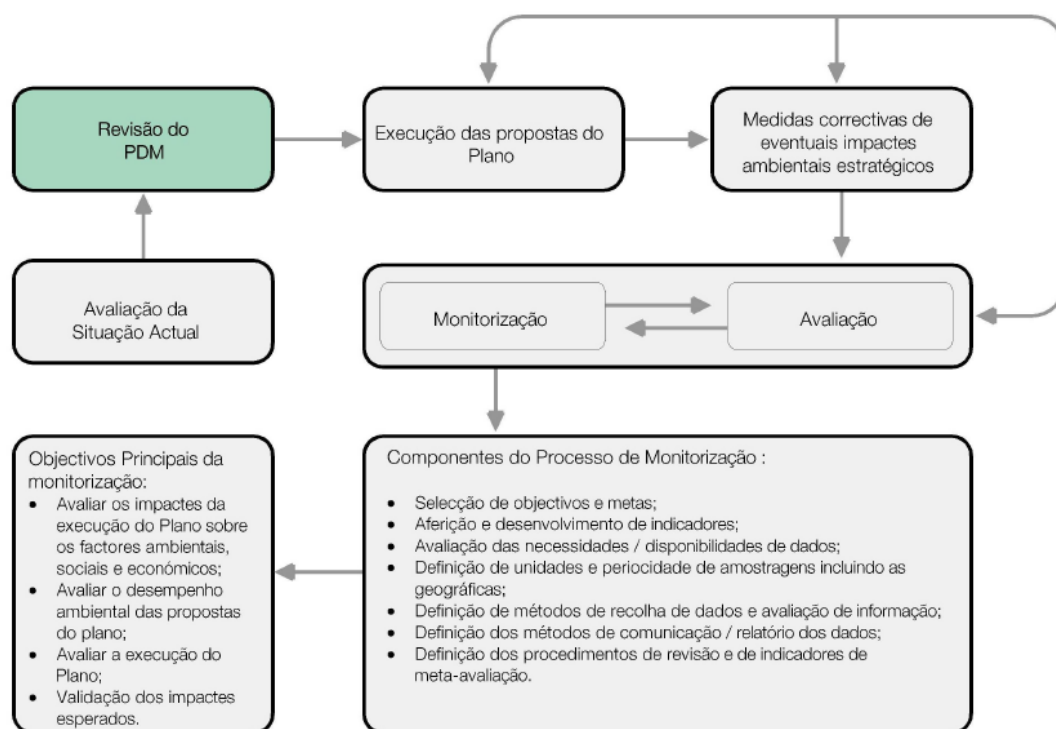 Revisão do
PDM
Execução das propostas do
Plano
Medidas correctivas de
eventuais impactes
ambientais estratégicos
Avaliação da
Situação Actual
Monitorização
Avaliação
Objectivos Principais da
monitorização:
• Avaliar os impactes da
execução do Plano sobre
os factores ambientais,
sociais e económicos;
• Avaliar o desempenho
ambiental das propostas
do plano;
• Avaliar a execução do
Plano;
• Validação dos impactes
esperados.
Componentes do Processo de Monitorização :
• Selecção de objectivos e metas;
• Aferição e desenvolvimento de indicadores;
• Avaliação das necessidades / disponibilidades de dados;
• Definição de unidades e periocidade de amostragens incluindo as
geográficas;
• Definição de métodos de recolha de dados e avaliação de informação;
• Definição dos métodos de comunicação / relatório dos dados;
• Definição dos procedimentos de revisão e de indicadores de
meta-avaliação.